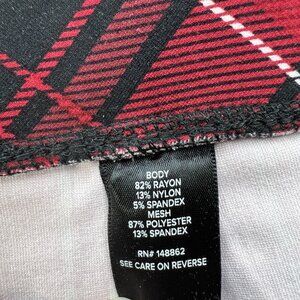 BODY
82% RAYON
13% NYLON
5% SPANDEX
MESH
87% POLYESTER
13% SPANDEX
RN# 148862
SEE CARE ON REVERSE